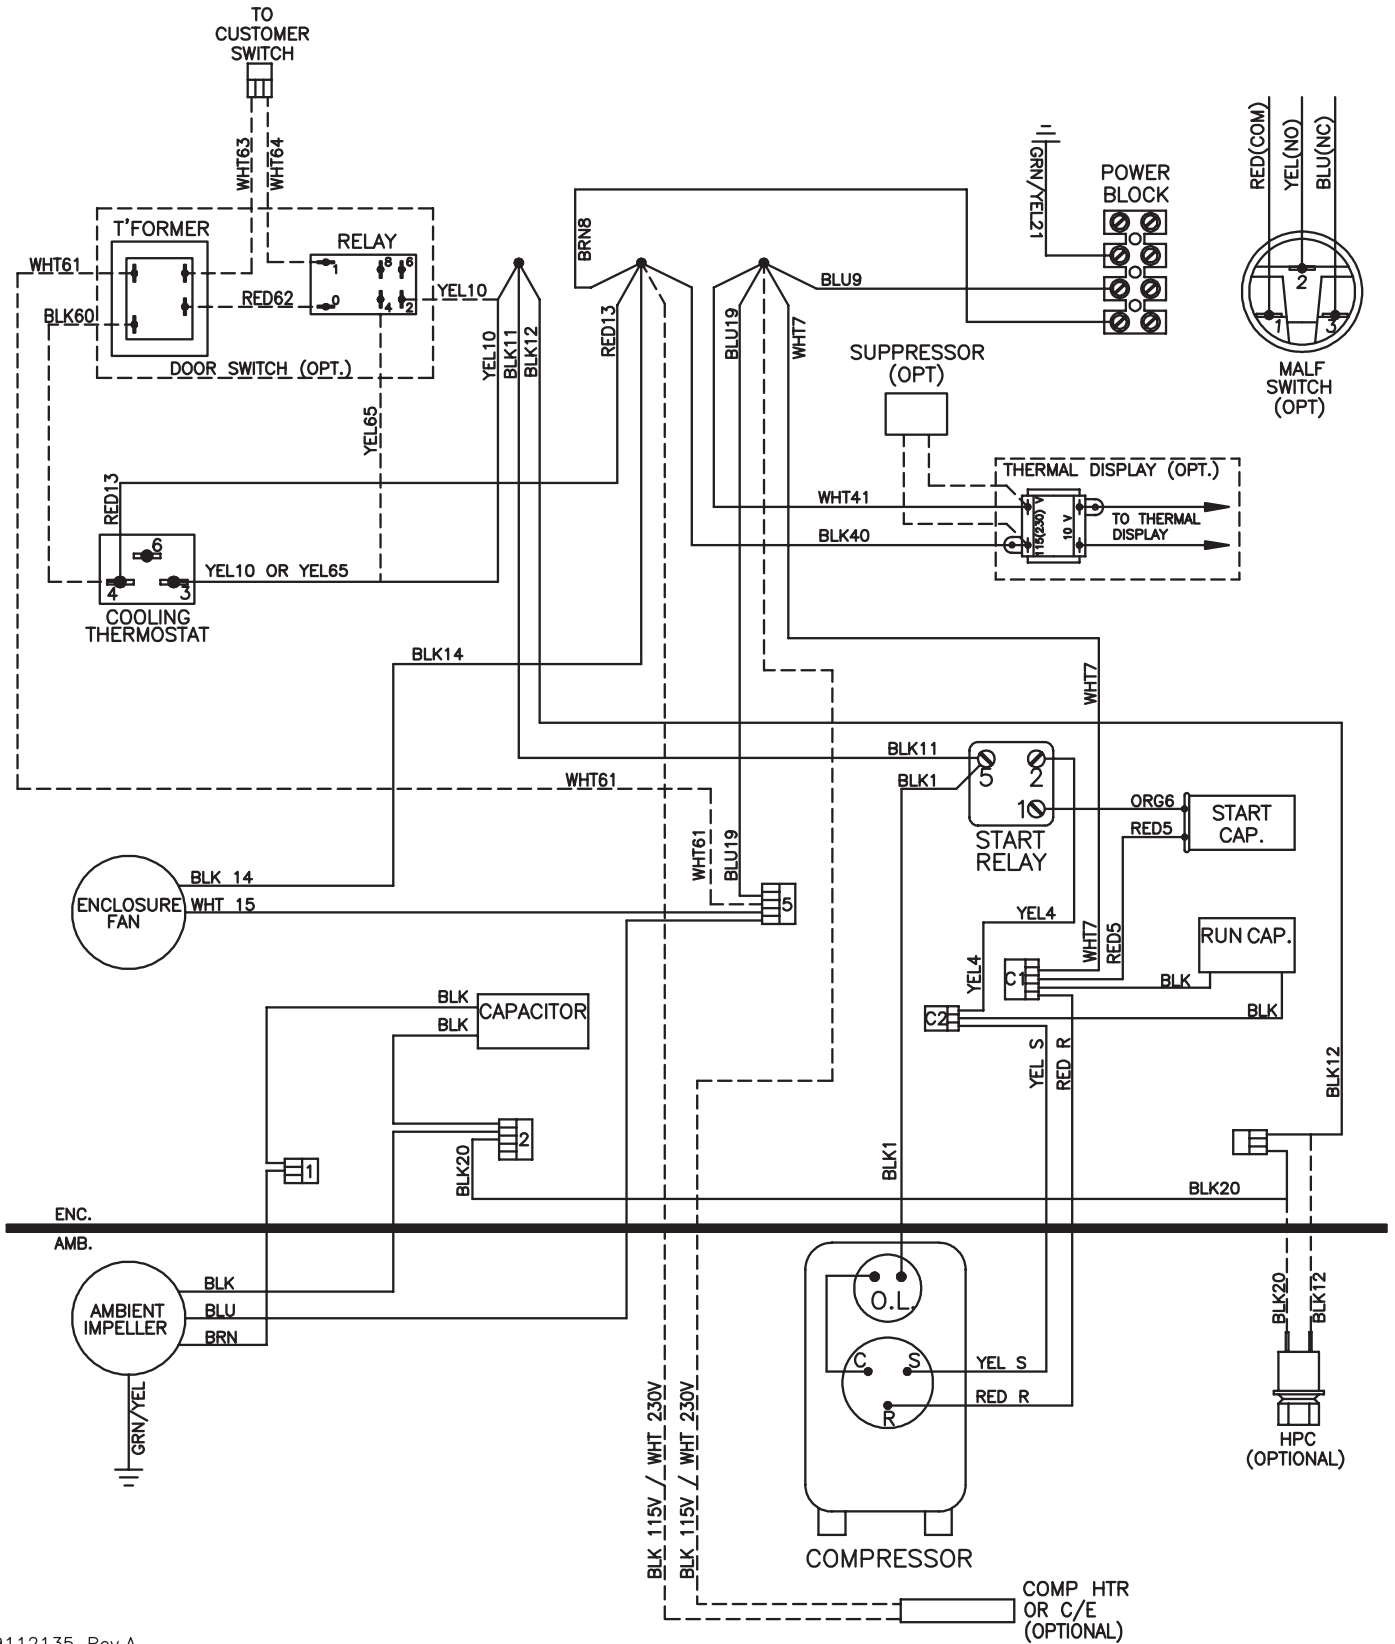 TO
CUSTOMER
SWITCH
WHT63
WHT64
GRN/YEL21
POWER
BLOCK
RED(COM)
YEL(NO)
BLU(NC)
T'FORMER
RELAY
8 6
1
0
4 2
WHT61
RED62
BLK60
YEL10
DOOR SWITCH (OPT.)
BRN8
BLU9
YEL10
BLK11
BLK12
RED13
BLU19
WHT7
2
1 3
MALF
SWITCH
(OPT)
SUPPRESSOR
(OPT)
YEL65
RED13
THERMAL DISPLAY (OPT.)
WHT41
BLK40
115(230) V
10 V
TO THERMAL
DISPLAY
6
4 3
YEL10 OR YEL65
COOLING
THERMOSTAT
BLK14
WHT7
BLK11
BLK1
5 2
1
START
RELAY
ORG6
RED5
START
CAP.
WHT61
WHT61
BLU19
BLK 14
ENCLOSURE
FAN
WHT 15
5
YEL4
YEL4
WHT7
RED5
RUN CAP.
C1
BLK
C2
BLK
BLK
CAPACITOR
BLK
YEL S
RED R
BLK12
1
2
BLK20
BLK1
BLK20
ENC.
AMB.
BLK
AMBIENT
IMPELLER
BLU
BRN
GRN/YEL
O.L.
C S
R
YEL S
RED R
BLK20
BLK12
HPC
(OPTIONAL)
BLK 115V / WHT 230V
BLK 115V / WHT 230V
COMPRESSOR
COMP HTR
OR C/E
(OPTIONAL)
9112135 Rev A